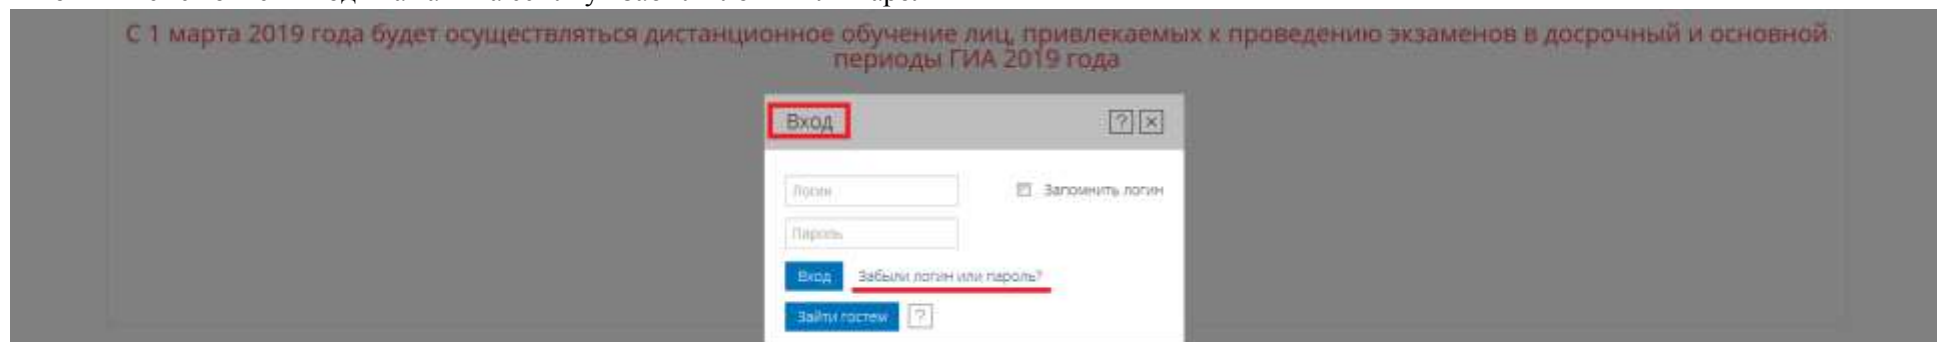 С 1 марта 2019 года будет осуществляться дистанционное обучение лиц, привлекаемых к проведению экзаменов в досрочный и основной
периоды ГИА 2019 года
Вход ? ×
Логин Запомнить логин
Пароль
Вход Забыли логин или пароль?
Зайти гостем ?